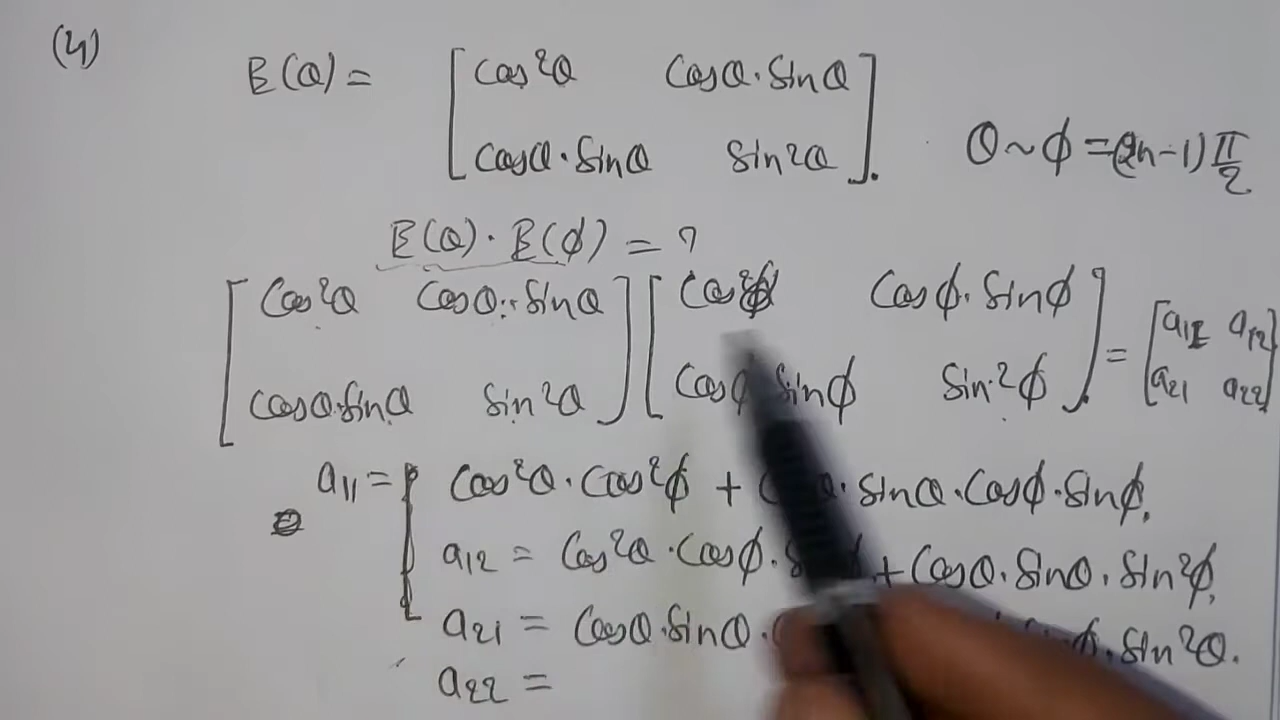 (4)
E(θ) = [cos²θ cosθ·sinθ
cosθ·sinθ sin²θ].
θ~ϕ = (2n-1)π/2
E(θ)·E(ϕ) = ?
[cos²θ cosθ·sinθ] [cos²ϕ cosϕ·sinϕ] = [a11 a12
cosθ·sinθ sin²θ cosϕ sinϕ sin²ϕ a21 a22]
a11 = cos²θ·cos²ϕ + ·sinθ·cosϕ·sinϕ,
a12 = cos²θ·cosϕ· + cosθ·sinθ·sin²ϕ,
a21 = cosθ·sinθ· ·sin²θ.
a22 =